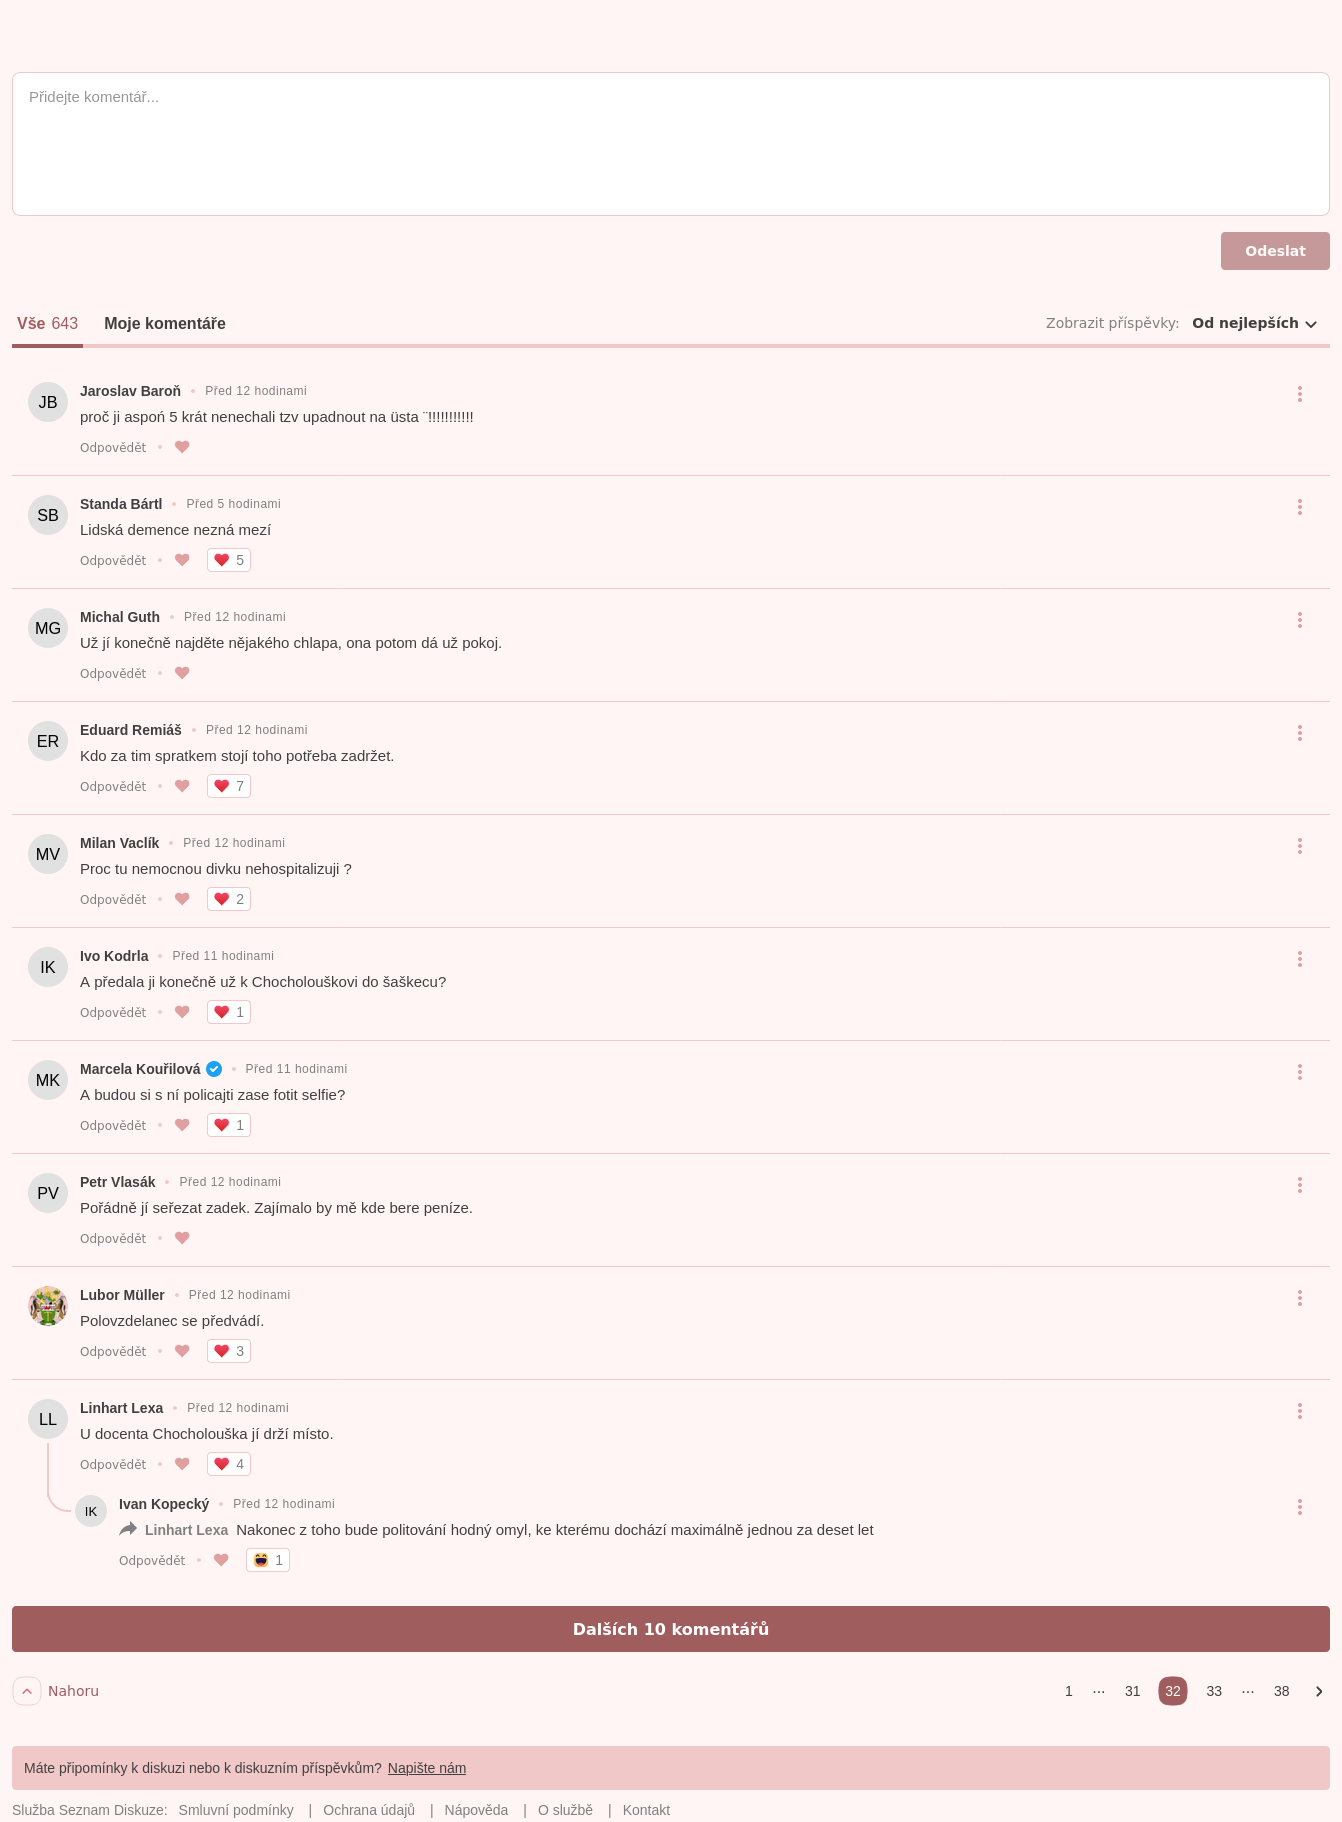 Přidejte komentář...
Odeslat
Vše 643 Moje komentáře Zobrazit příspěvky: Od nejlepších
JB Jaroslav Baroň • Před 12 hodinami
proč ji aspoń 5 krát nenechali tzv upadnout na üsta ¨!!!!!!!!!!!
Odpovědět
SB Standa Bártl • Před 5 hodinami
Lidská demence nezná mezí
Odpovědět • 5
MG Michal Guth • Před 12 hodinami
Už jí konečně najděte nějakého chlapa, ona potom dá už pokoj.
Odpovědět
ER Eduard Remiáš • Před 12 hodinami
Kdo za tim spratkem stojí toho potřeba zadržet.
Odpovědět • 7
MV Milan Vaclík • Před 12 hodinami
Proc tu nemocnou divku nehospitalizuji ?
Odpovědět • 2
IK Ivo Kodrla • Před 11 hodinami
A předala ji konečně už k Chocholouškovi do šaškecu?
Odpovědět • 1
MK Marcela Kouřilová • Před 11 hodinami
A budou si s ní policajti zase fotit selfie?
Odpovědět • 1
PV Petr Vlasák • Před 12 hodinami
Pořádně jí seřezat zadek. Zajímalo by mě kde bere peníze.
Odpovědět
Lubor Müller • Před 12 hodinami
Polovzdelanec se předvádí.
Odpovědět • 3
LL Linhart Lexa • Před 12 hodinami
U docenta Chocholouška jí drží místo.
Odpovědět • 4
IK Ivan Kopecký • Před 12 hodinami
Linhart Lexa Nakonec z toho bude politování hodný omyl, ke kterému dochází maximálně jednou za deset let
Odpovědět • 1
Dalších 10 komentářů
Nahoru 1 ··· 31 32 33 ··· 38
Máte připomínky k diskuzi nebo k diskuzním příspěvkům? Napište nám
Služba Seznam Diskuze: Smluvní podmínky | Ochrana údajů | Nápověda | O službě | Kontakt